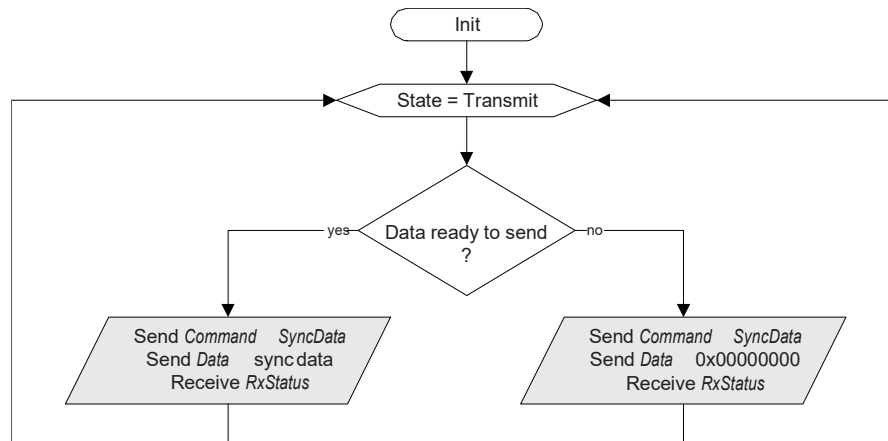 Init
State = Transmit
yes
Data ready to send
?
no
Send Command SyncData
Send Data sync data
Receive RxStatus
Send Command SyncData
Send Data 0x00000000
Receive RxStatus